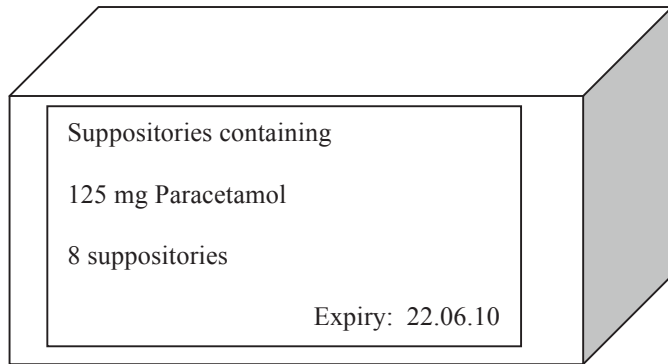 Suppositories containing
125 mg Paracetamol
8 suppositories
Expiry: 22.06.10